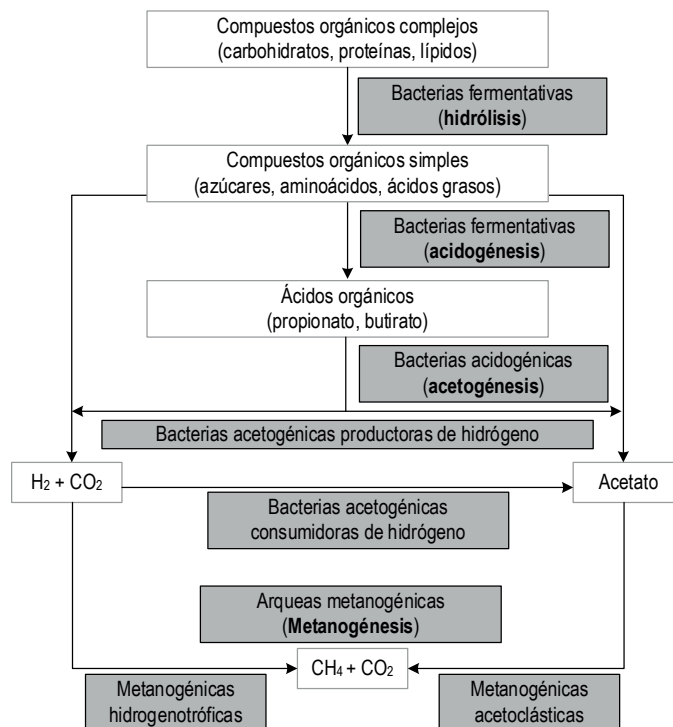 Compuestos orgánicos complejos
(carbohidratos, proteínas, lípidos)
Bacterias fermentativas
(hidrólisis)
Compuestos orgánicos simples
(azúcares, aminoácidos, ácidos grasos)
Bacterias fermentativas
(acidogénesis)
Ácidos orgánicos
(propionato, butirato)
Bacterias acidogénicas
(acetogénesis)
Bacterias acetogénicas productoras de hidrógeno
H₂ + CO₂
Acetato
Bacterias acetogénicas
consumidoras de hidrógeno
Arqueas metanogénicas
(Metanogénesis)
CH₄ + CO₂
Metanogénicas
hidrogenotróficas
Metanogénicas
acetoclásticas